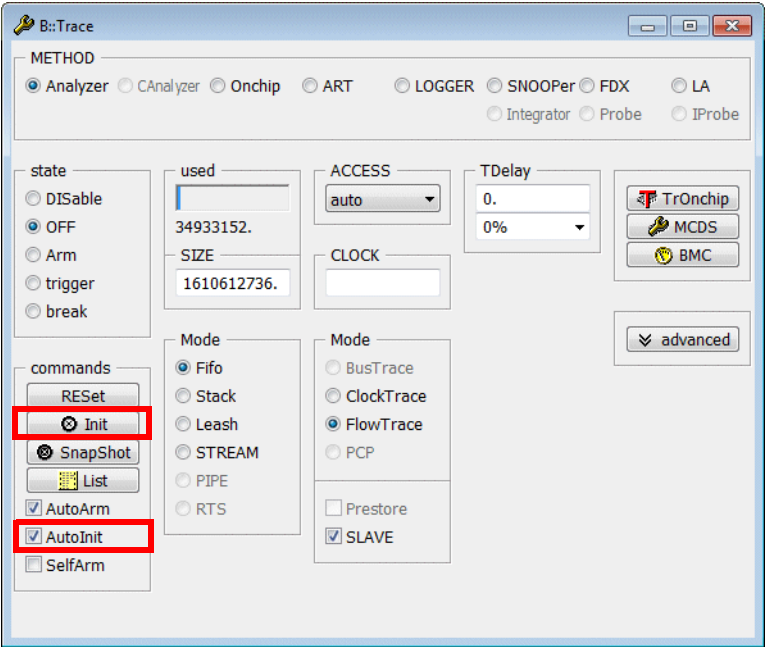 B::Trace
METHOD
Analyzer CAnalyzer Onchip ART LOGGER SNOOPer FDX LA
Integrator Probe IProbe
state
DISable
OFF
Arm
trigger
break
commands
RESet
Init
SnapShot
List
AutoArm
AutoInit
SelfArm
used
34933152.
SIZE
1610612736.
Mode
Fifo
Stack
Leash
STREAM
PIPE
RTS
ACCESS
auto
CLOCK
Mode
BusTrace
ClockTrace
FlowTrace
PCP
Prestore
SLAVE
TDelay
0.
0%
TrOnchip
MCDS
BMC
advanced